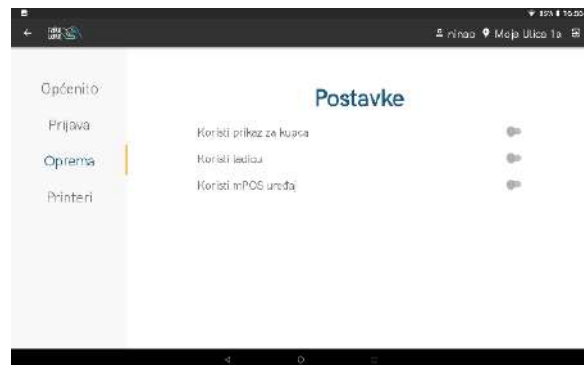 ninao Moja Ulica 1a
Općenito
Prijava
Oprema
Printeri
Postavke
Koristi prikaz za kupca
Koristi ladicu
Koristi mPOS uređaj